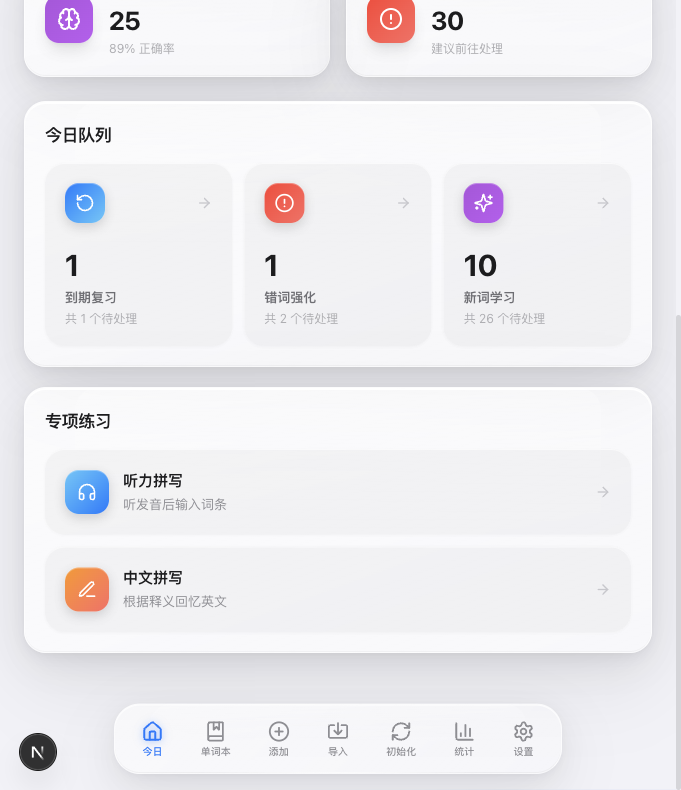 25
89% 正确率
30
建议前往处理
今日队列
1
到期复习
共 1 个待处理
1
错词强化
共 2 个待处理
10
新词学习
共 26 个待处理
专项练习
听力拼写
听发音后输入词条
中文拼写
根据释义回忆英文
N
今日
单词本
添加
导入
初始化
统计
设置